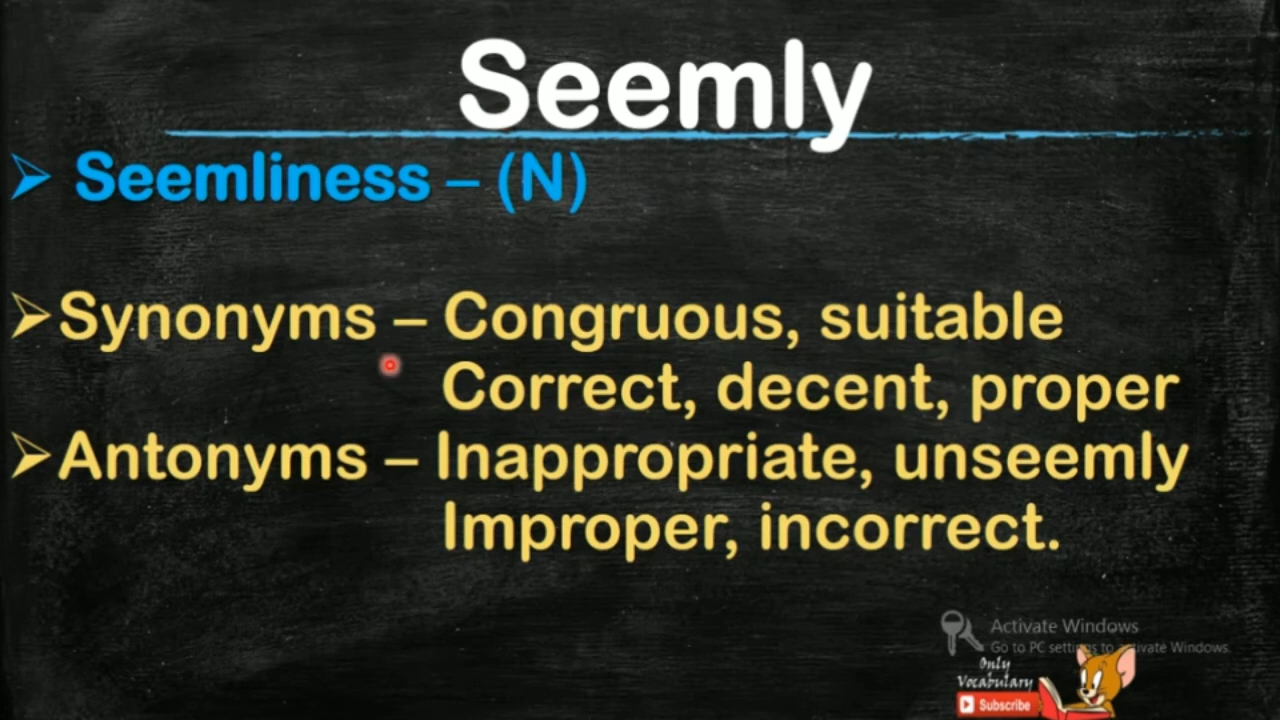 Seemly
➢ Seemliness – (N)
➢Synonyms – Congruous, suitable
Correct, decent, proper
➢Antonyms – Inappropriate, unseemly
Improper, incorrect.
Activate Windows
Go to PC settings to activate Windows.
Only
Vocabulary
Subscribe